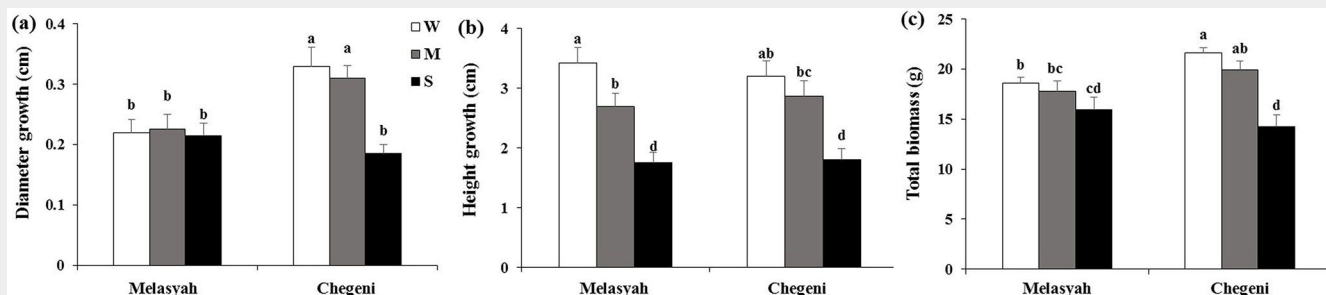 (a)
Diameter growth (cm)
0.4
0.3
0.2
0.1
0
b
b
b
a
a
b
Melasyah
Chegeni
W
M
S
(b)
Height growth (cm)
4
3
2
1
0
a
b
d
ab
bc
d
Melasyah
Chegeni
(c)
Total biomass (g)
25
20
15
10
5
0
b
bc
cd
a
ab
d
Melasyah
Chegeni